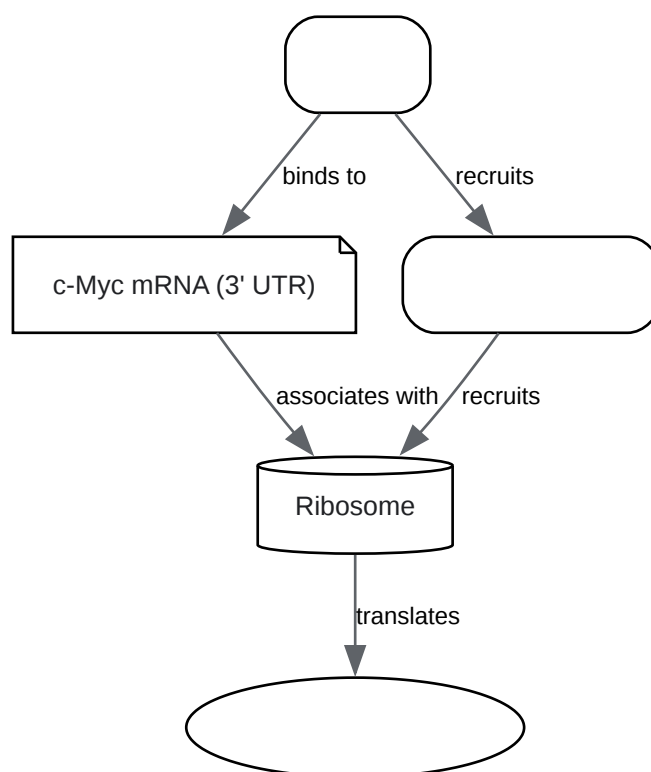 binds to
recruits
c-Myc mRNA (3' UTR)
associates with
recruits
Ribosome
translates